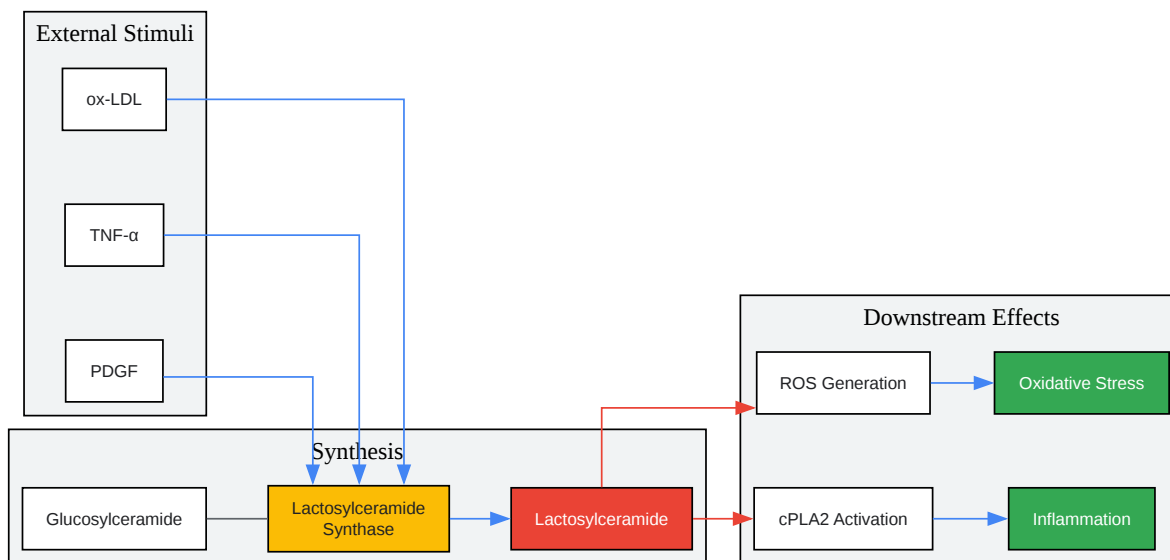 External Stimuli
ox-LDL
TNF-α
PDGF
Synthesis
Glucosylceramide
Lactosylceramide
Synthase
Lactosylceramide
Downstream Effects
ROS Generation
Oxidative Stress
cPLA2 Activation
Inflammation